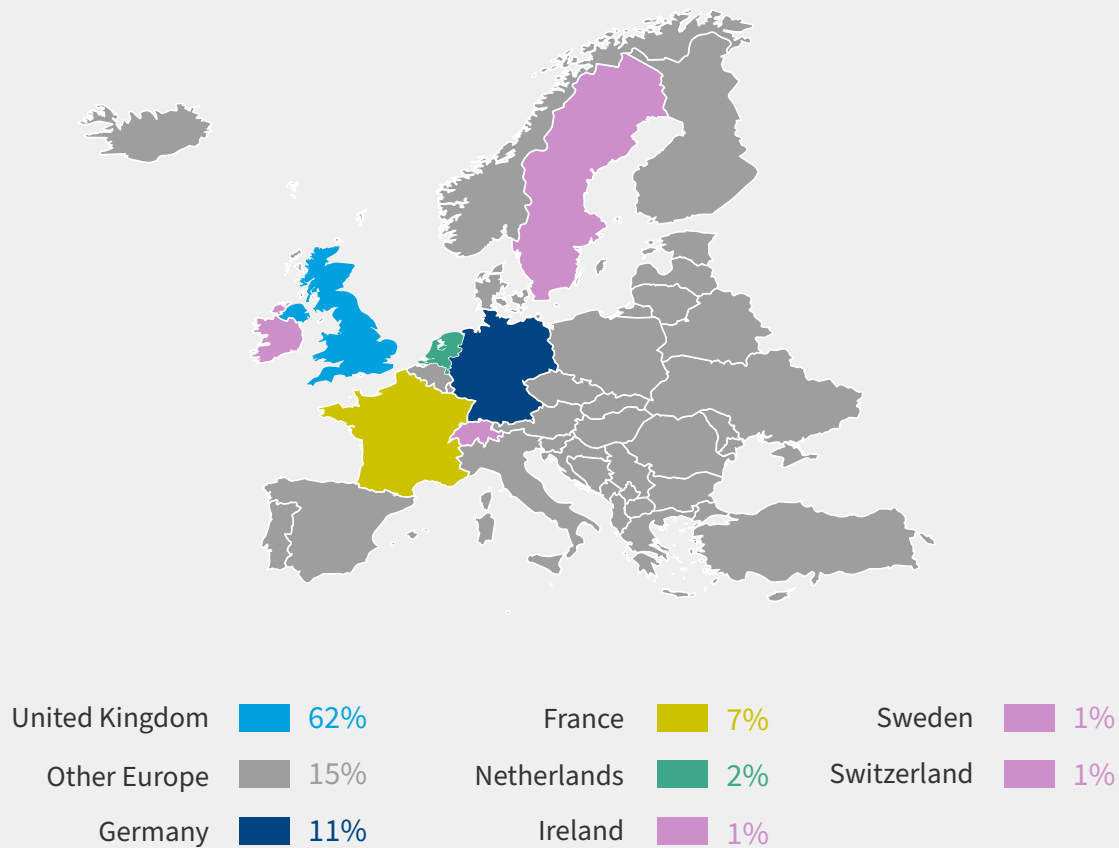 United Kingdom 62%
Other Europe 15%
Germany 11%
France 7%
Netherlands 2%
Ireland 1%
Sweden 1%
Switzerland 1%